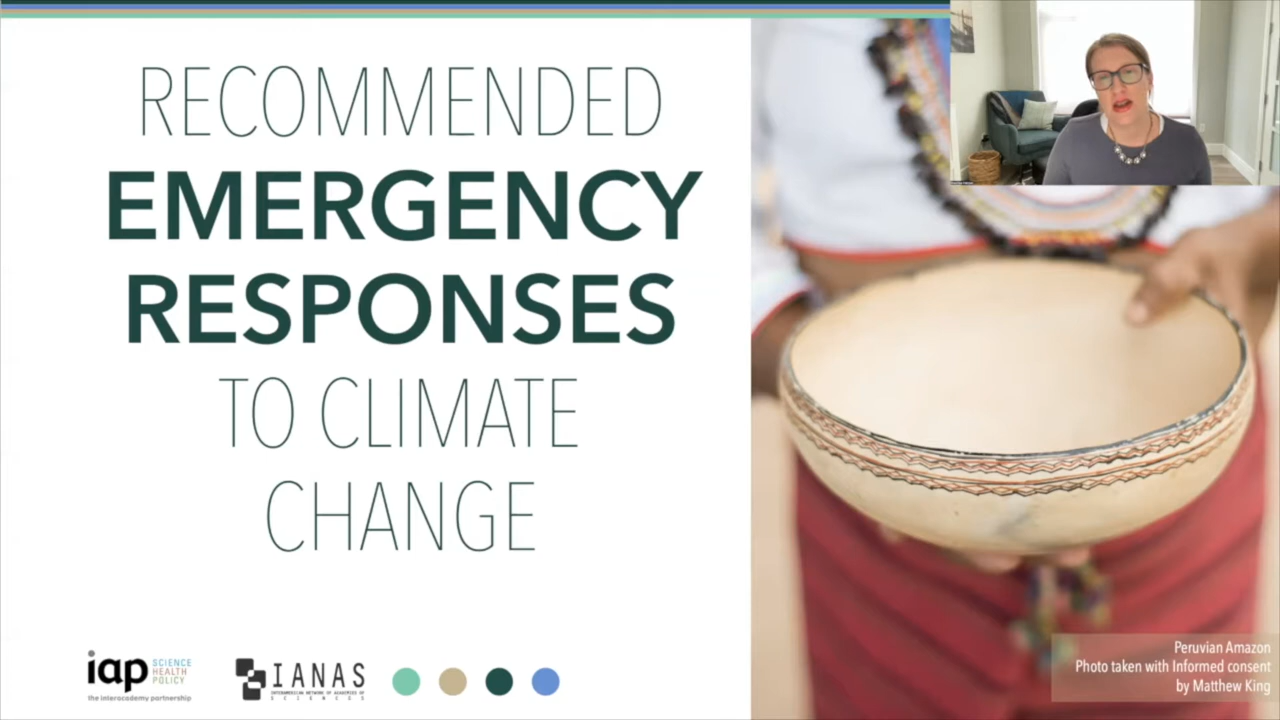 RECOMMENDED
EMERGENCY
RESPONSES
TO CLIMATE
CHANGE
iap SCIENCE
HEALTH
POLICY
the interacademy partnership
IANAS
INTERAMERICAN NETWORK OF ACADEMIES OF
SCIENCES
Peruvian Amazon
Photo taken with Informed consent
by Matthew King